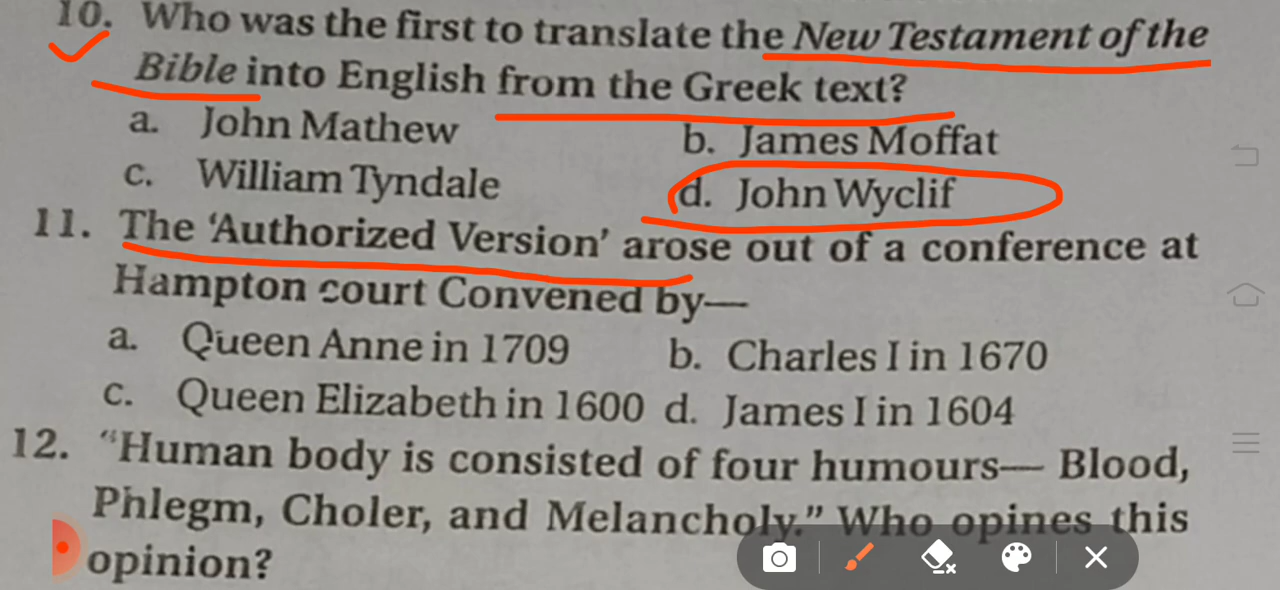 10. Who was the first to translate the New Testament of the
Bible into English from the Greek text?
a. John Mathew b. James Moffat
c. William Tyndale d. John Wyclif
11. The ‘Authorized Version’ arose out of a conference at
Hampton court Convened by—
a. Queen Anne in 1709 b. Charles I in 1670
c. Queen Elizabeth in 1600 d. James I in 1604
12. “Human body is consisted of four humours— Blood,
Phlegm, Choler, and Melancholy.” Who opines this
opinion?